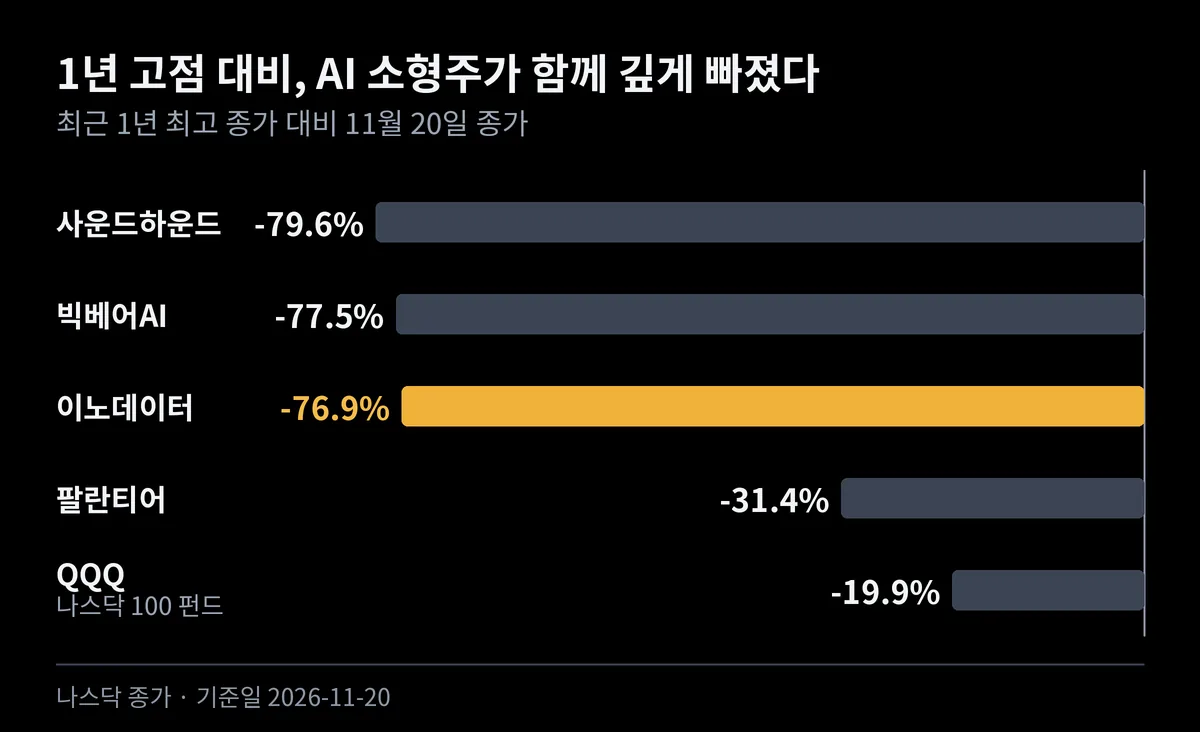 1년 고점 대비, AI 소형주가 함께 깊게 빠졌다
최근 1년 최고 종가 대비 11월 20일 종가
사운드하운드 -79.6%
빅베어AI -77.5%
이노데이터 -76.9%
팔란티어 -31.4%
QQQ
나스닥 100 펀드
-19.9%
나스닥 종가 · 기준일 2026-11-20